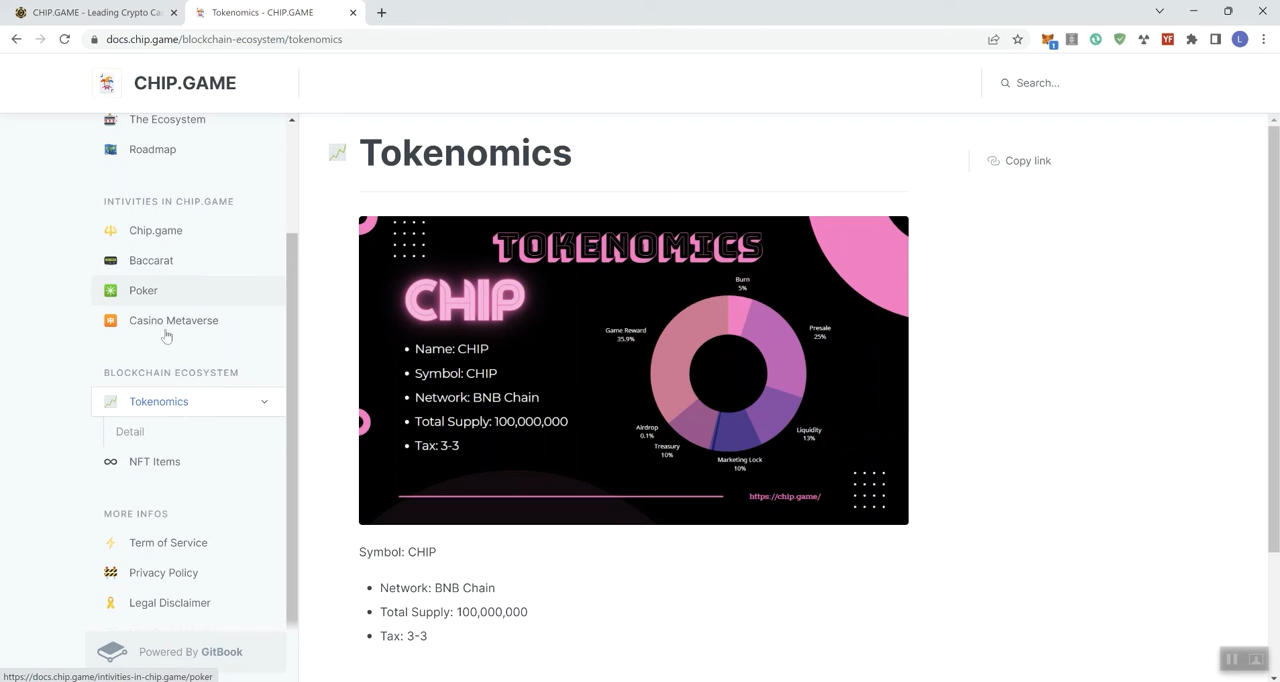 CHIP.GAME - Leading Crypto Ca
Tokenomics - CHIP.GAME
docs.chip.game/blockchain-ecosystem/tokenomics
1
YF
L
CHIP.GAME
Search...
The Ecosystem
Roadmap
INTIVITIES IN CHIP.GAME
Chip.game
Baccarat
Poker
Casino Metaverse
BLOCKCHAIN ECOSYSTEM
Tokenomics
Detail
NFT Items
MORE INFOS
Term of Service
Privacy Policy
Legal Disclaimer
Powered By GitBook
https://docs.chip.game/intivities-in-chip.game/poker
Tokenomics
Copy link
TOKENOMICS
CHIP
• Name: CHIP
• Symbol: CHIP
• Network: BNB Chain
• Total Supply: 100,000,000
• Tax: 3-3
Burn
5%
Presale
25%
Game Reward
35.9%
Liquidity
13%
Airdrop
0.1%
Treasury
10%
Marketing Lock
10%
https://chip.game/
Symbol: CHIP
• Network: BNB Chain
• Total Supply: 100,000,000
• Tax: 3-3